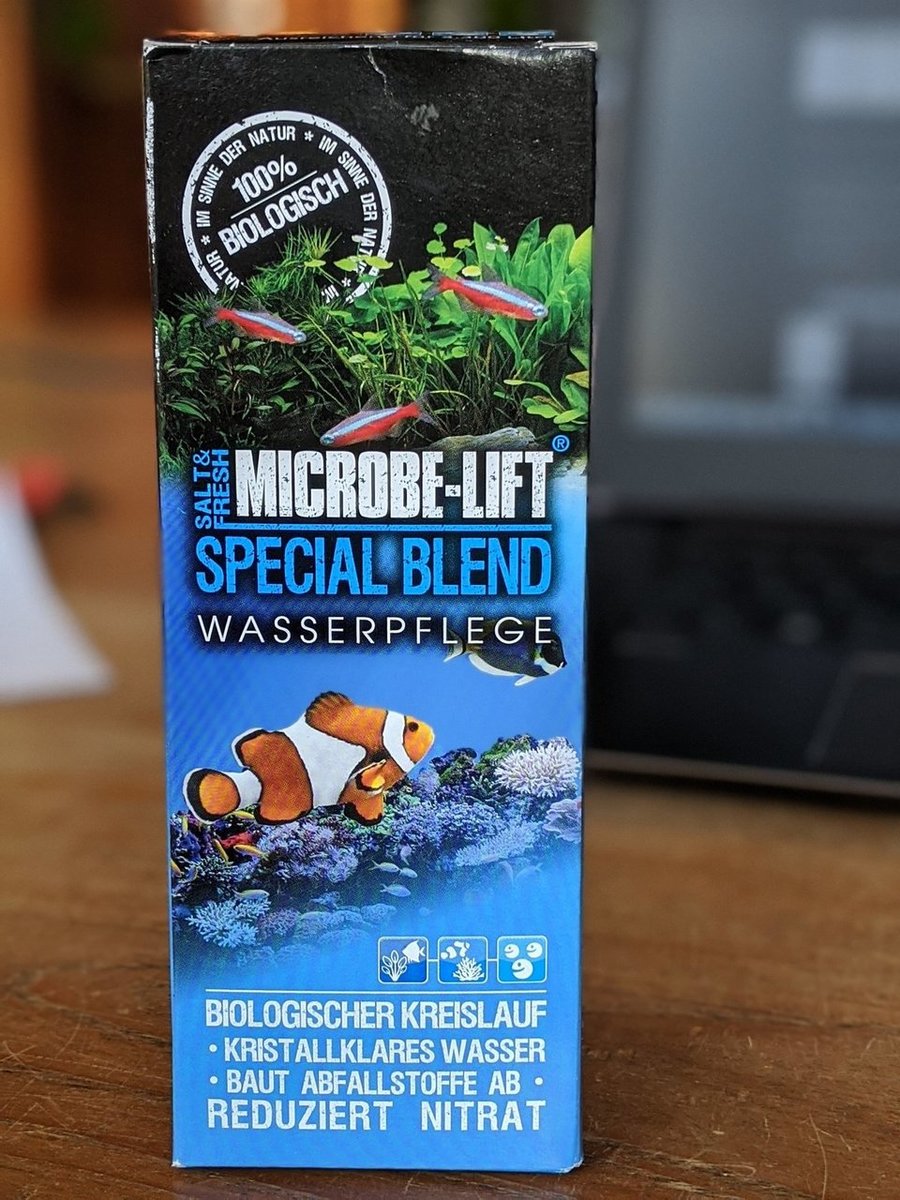 * IM SINNE DER NATUR * IM SINNE DER NATUR
100%
BIOLOGISCH
SALT &
FRESH
MICROBE-LIFT®
SPECIAL BLEND
WASSERPFLEGE
BIOLOGISCHER KREISLAUF
• KRISTALLKLARES WASSER
• BAUT ABFALLSTOFFE AB •
REDUZIERT NITRAT